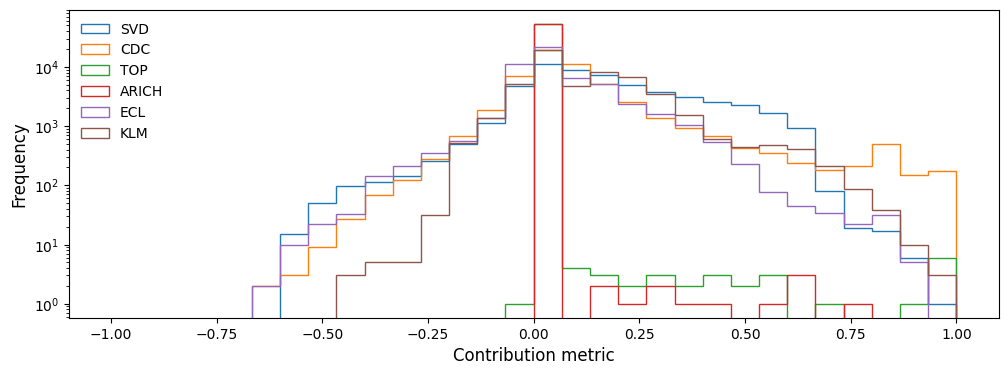 SVD
CDC
TOP
ARICH
ECL
KLM
Frequency
10⁴
10³
10²
10¹
10⁰
−1.00 −0.75 −0.50 −0.25 0.00 0.25 0.50 0.75 1.00
Contribution metric